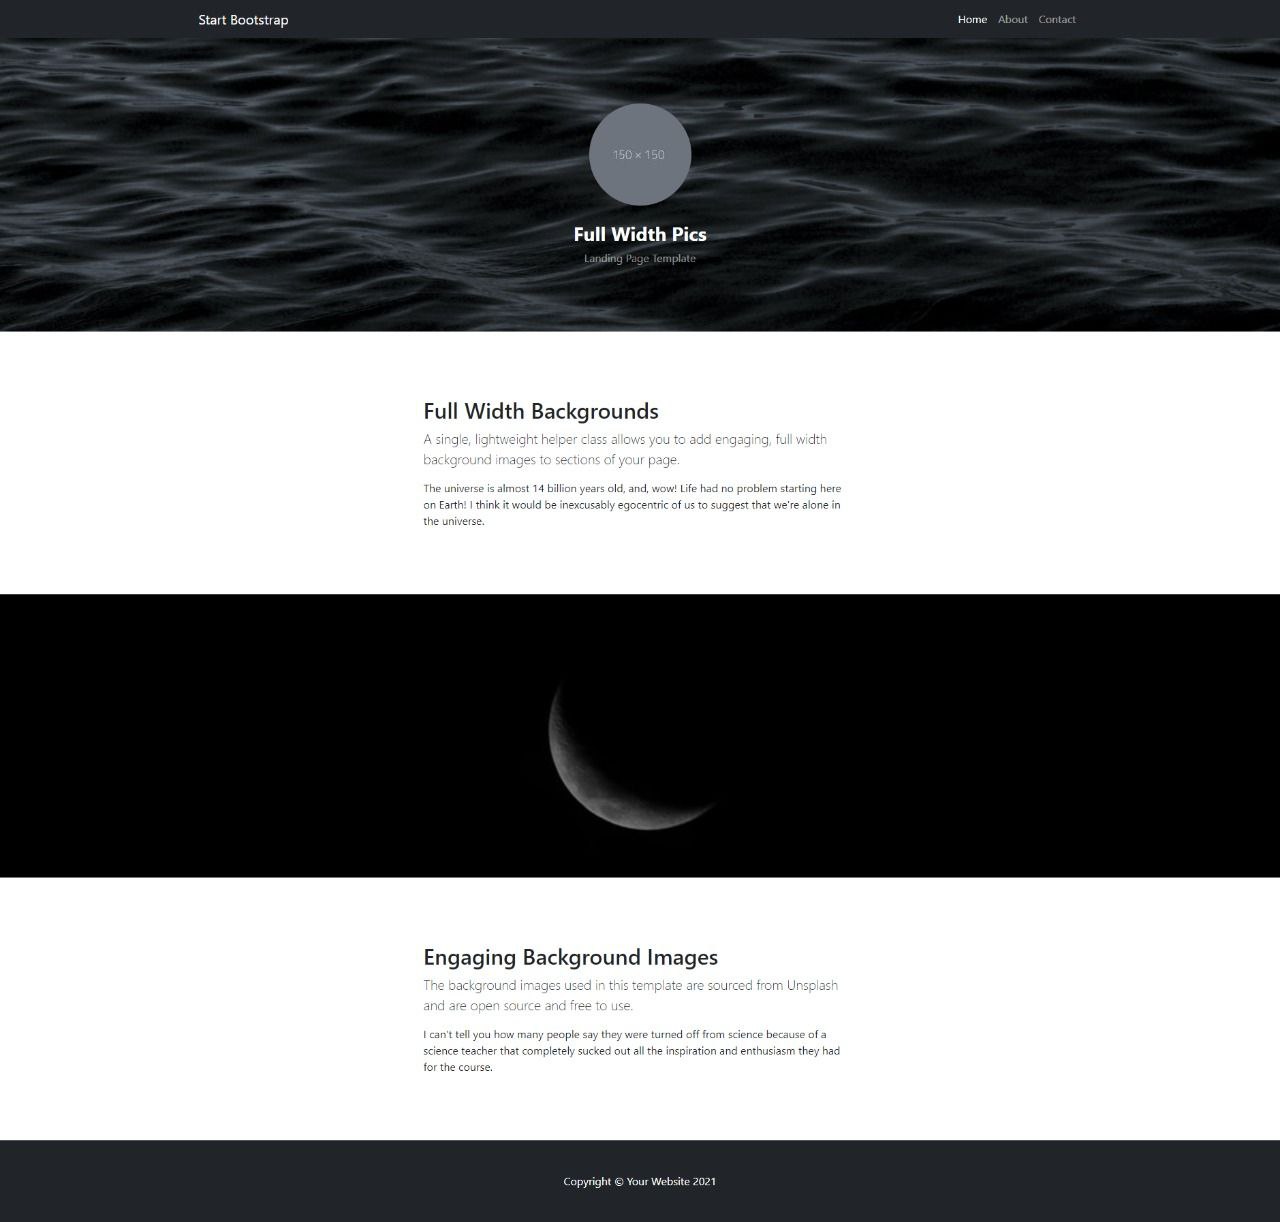 Start Bootstrap
Home About Contact
150 × 150
Full Width Pics
Landing Page Template
Full Width Backgrounds
A single, lightweight helper class allows you to add engaging, full width
background images to sections of your page.
The universe is almost 14 billion years old, and, wow! Life had no problem starting here
on Earth! I think it would be inexcusably egocentric of us to suggest that we're alone in
the universe.
Engaging Background Images
The background images used in this template are sourced from Unsplash
and are open source and free to use.
I can't tell you how many people say they were turned off from science because of a
science teacher that completely sucked out all the inspiration and enthusiasm they had
for the course.
Copyright © Your Website 2021